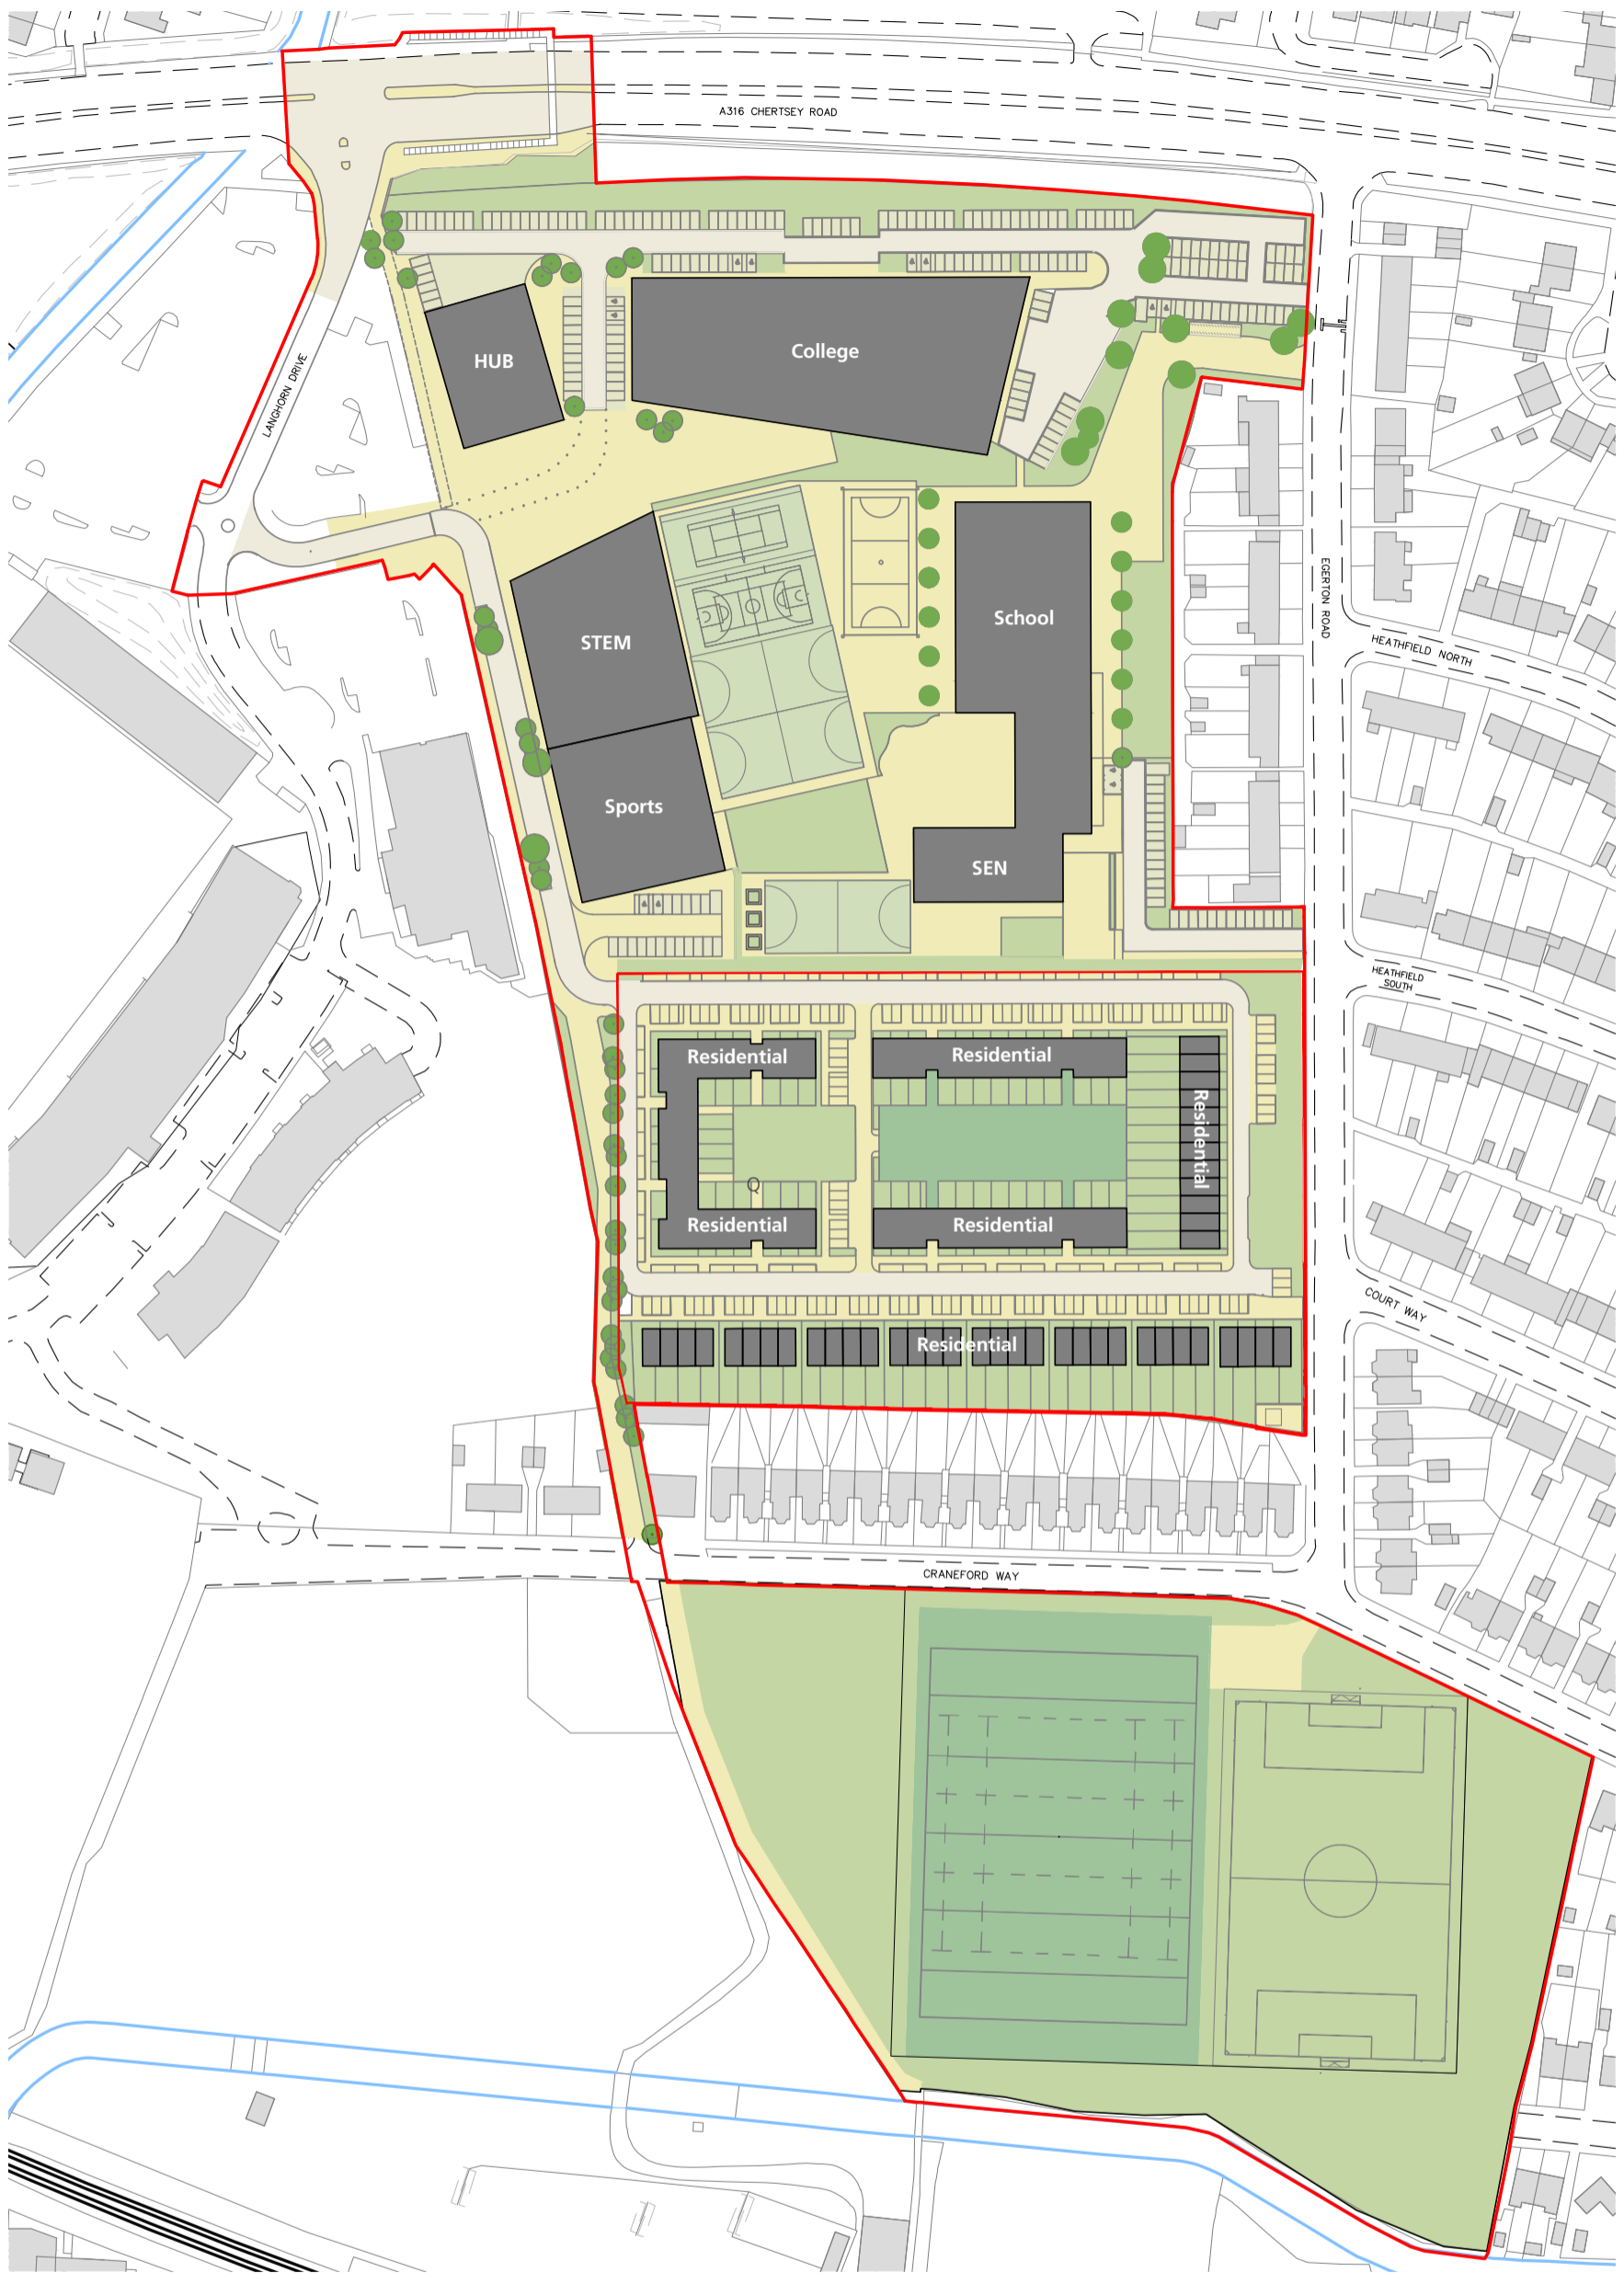 A316 CHERTSEY ROAD
HUB
College
LANGHORN DRIVE
STEM
School
EGERTON ROAD
HEATHFIELD NORTH
Sports
SEN
HEATHFIELD
SOUTH
Residential
Residential
Residential
Q
Residential
Residential
COURT WAY
Residential
CRANEFORD WAY